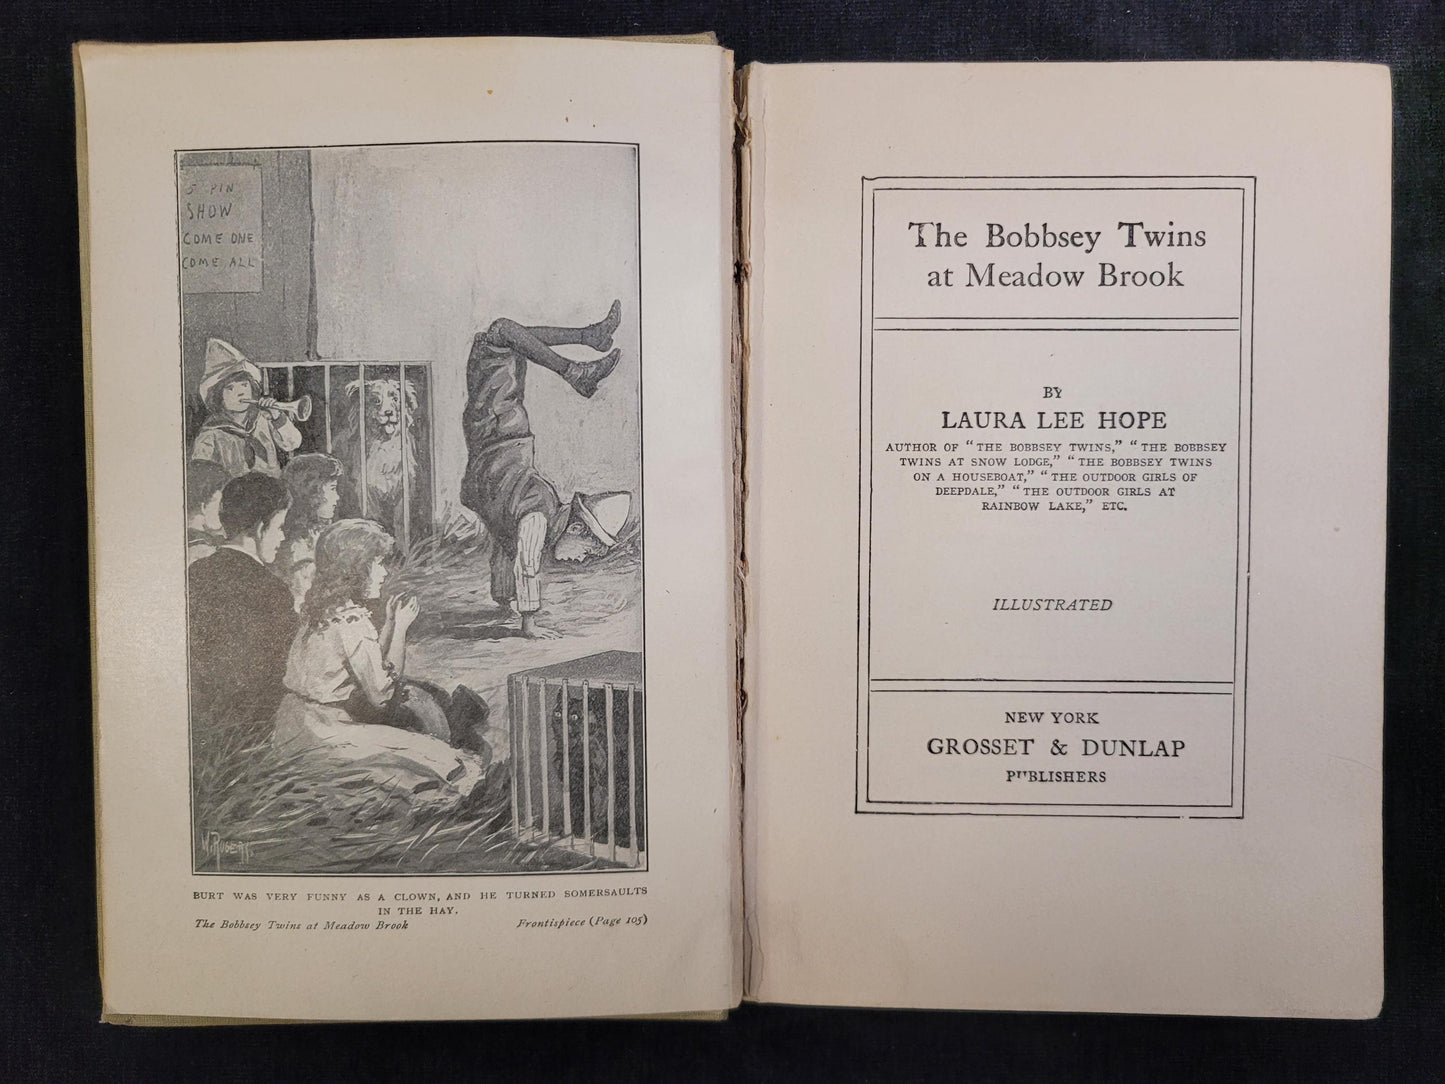 5 PIN
SHOW
COME ONE
COME ALL
BURT WAS VERY FUNNY AS A CLOWN, AND HE TURNED SOMERSAULTS
IN THE HAY.
The Bobbsey Twins at Meadow Brook Frontispiece (Page 105)
The Bobbsey Twins
at Meadow Brook
BY
LAURA LEE HOPE
AUTHOR OF “THE BOBBSEY TWINS,” “THE BOBBSEY
TWINS AT SNOW LODGE,” “THE BOBBSEY TWINS
ON A HOUSEBOAT,” “THE OUTDOOR GIRLS OF
DEEPDALE,” “THE OUTDOOR GIRLS AT
RAINBOW LAKE,” ETC.
ILLUSTRATED
NEW YORK
GROSSET & DUNLAP
PUBLISHERS